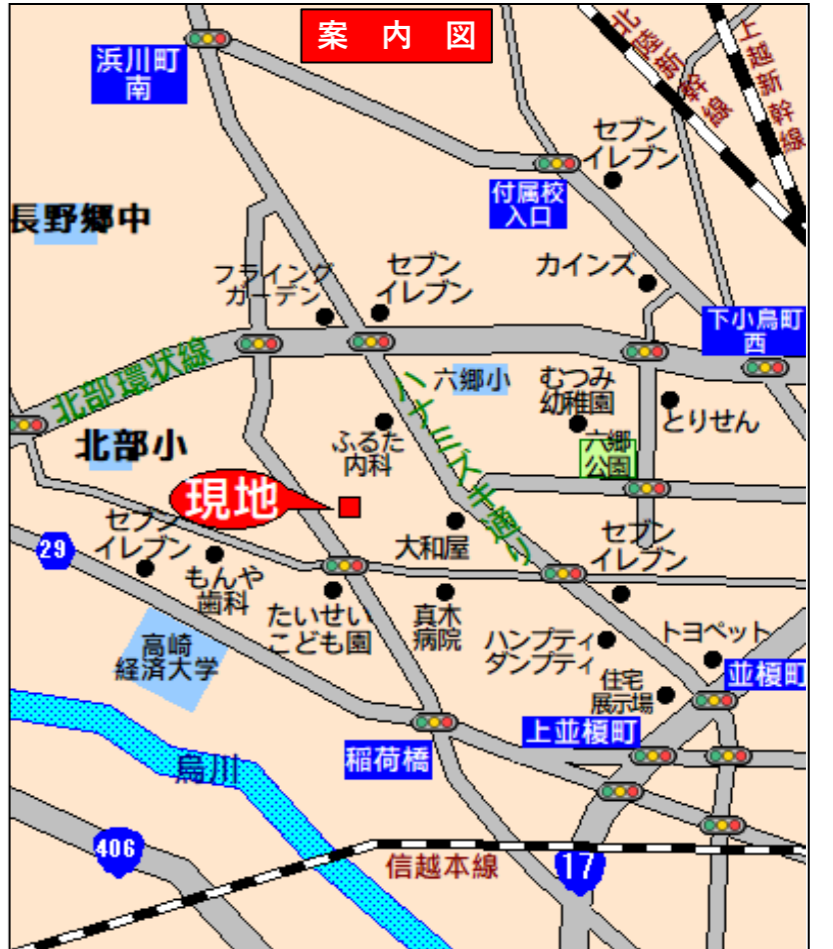 案内図
浜川町
南
北陸新幹線
上越新幹線
セブン
イレブン
付属校
入口
長野郷中
フライング
ガーデン
セブン
イレブン
カインズ
下小鳥町
西
北部環状線
ハナミズキ通り
六郷小
むつみ
幼稚園
とりせん
北部小
ふるた
内科
六郷
公園
現地
29
セブン
イレブン
もんや
歯科
大和屋
セブン
イレブン
たいせい
こども園
真木
病院
高崎
経済大学
ハンプティ
ダンプティ
トヨペット
住宅
展示場
並榎町
上並榎町
稲荷橋
烏川
406
信越本線
17